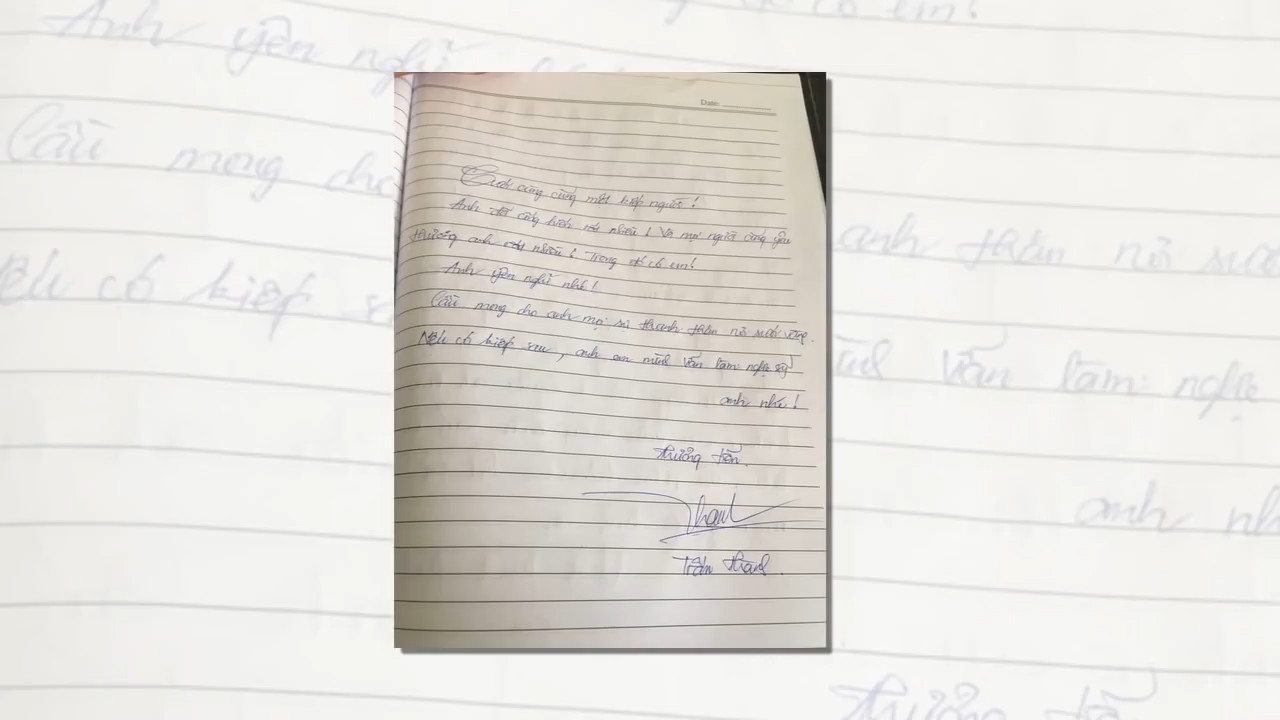 Date:
Cuối cùng cũng một kiếp người!
Anh đã cống hiến rất nhiều! Và mọi người cũng yêu
thương anh rất nhiều! Trong đó có em!
Anh yên nghỉ nhé!
Cầu mong cho anh mọi sự thanh thản nơi suối vàng.
Nếu có kiếp sau, anh em mình vẫn làm nghệ sỹ
anh nhé!
Thương tiễn.
Thanh
Trấn Thành.